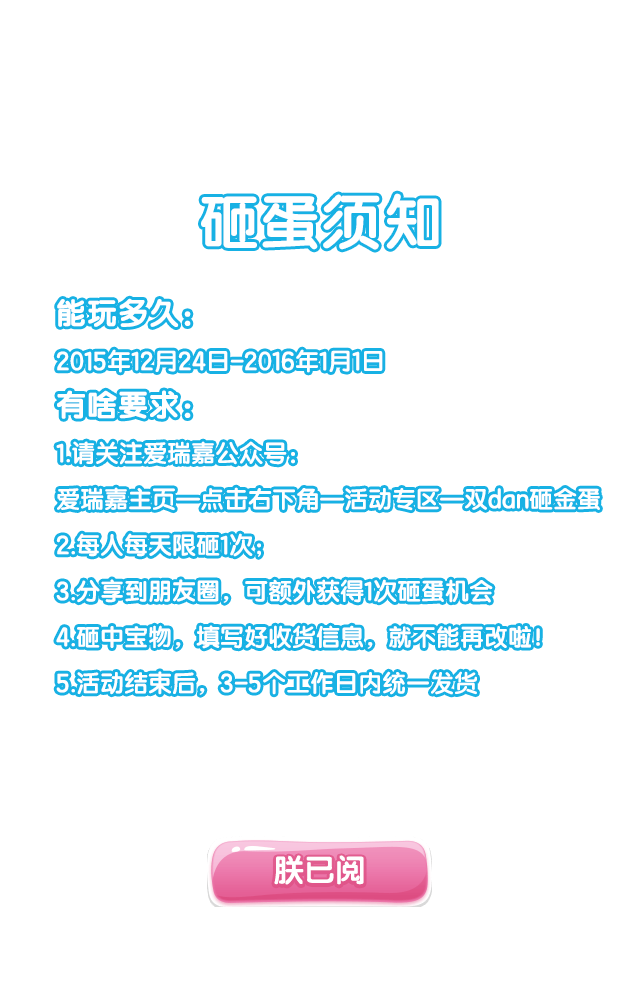 砸蛋须知
能玩多久：
2015年12月24日-2016年1月1日
有啥要求：
1.请关注爱瑞嘉公众号：
爱瑞嘉主页—点击右下角—活动专区—双dan砸金蛋
2.每人每天限砸1次；
3.分享到朋友圈，可额外获得1次砸蛋机会
4.砸中宝物，填写好收货信息，就不能再改啦！
5.活动结束后，3-5个工作日内统一发货
朕已阅